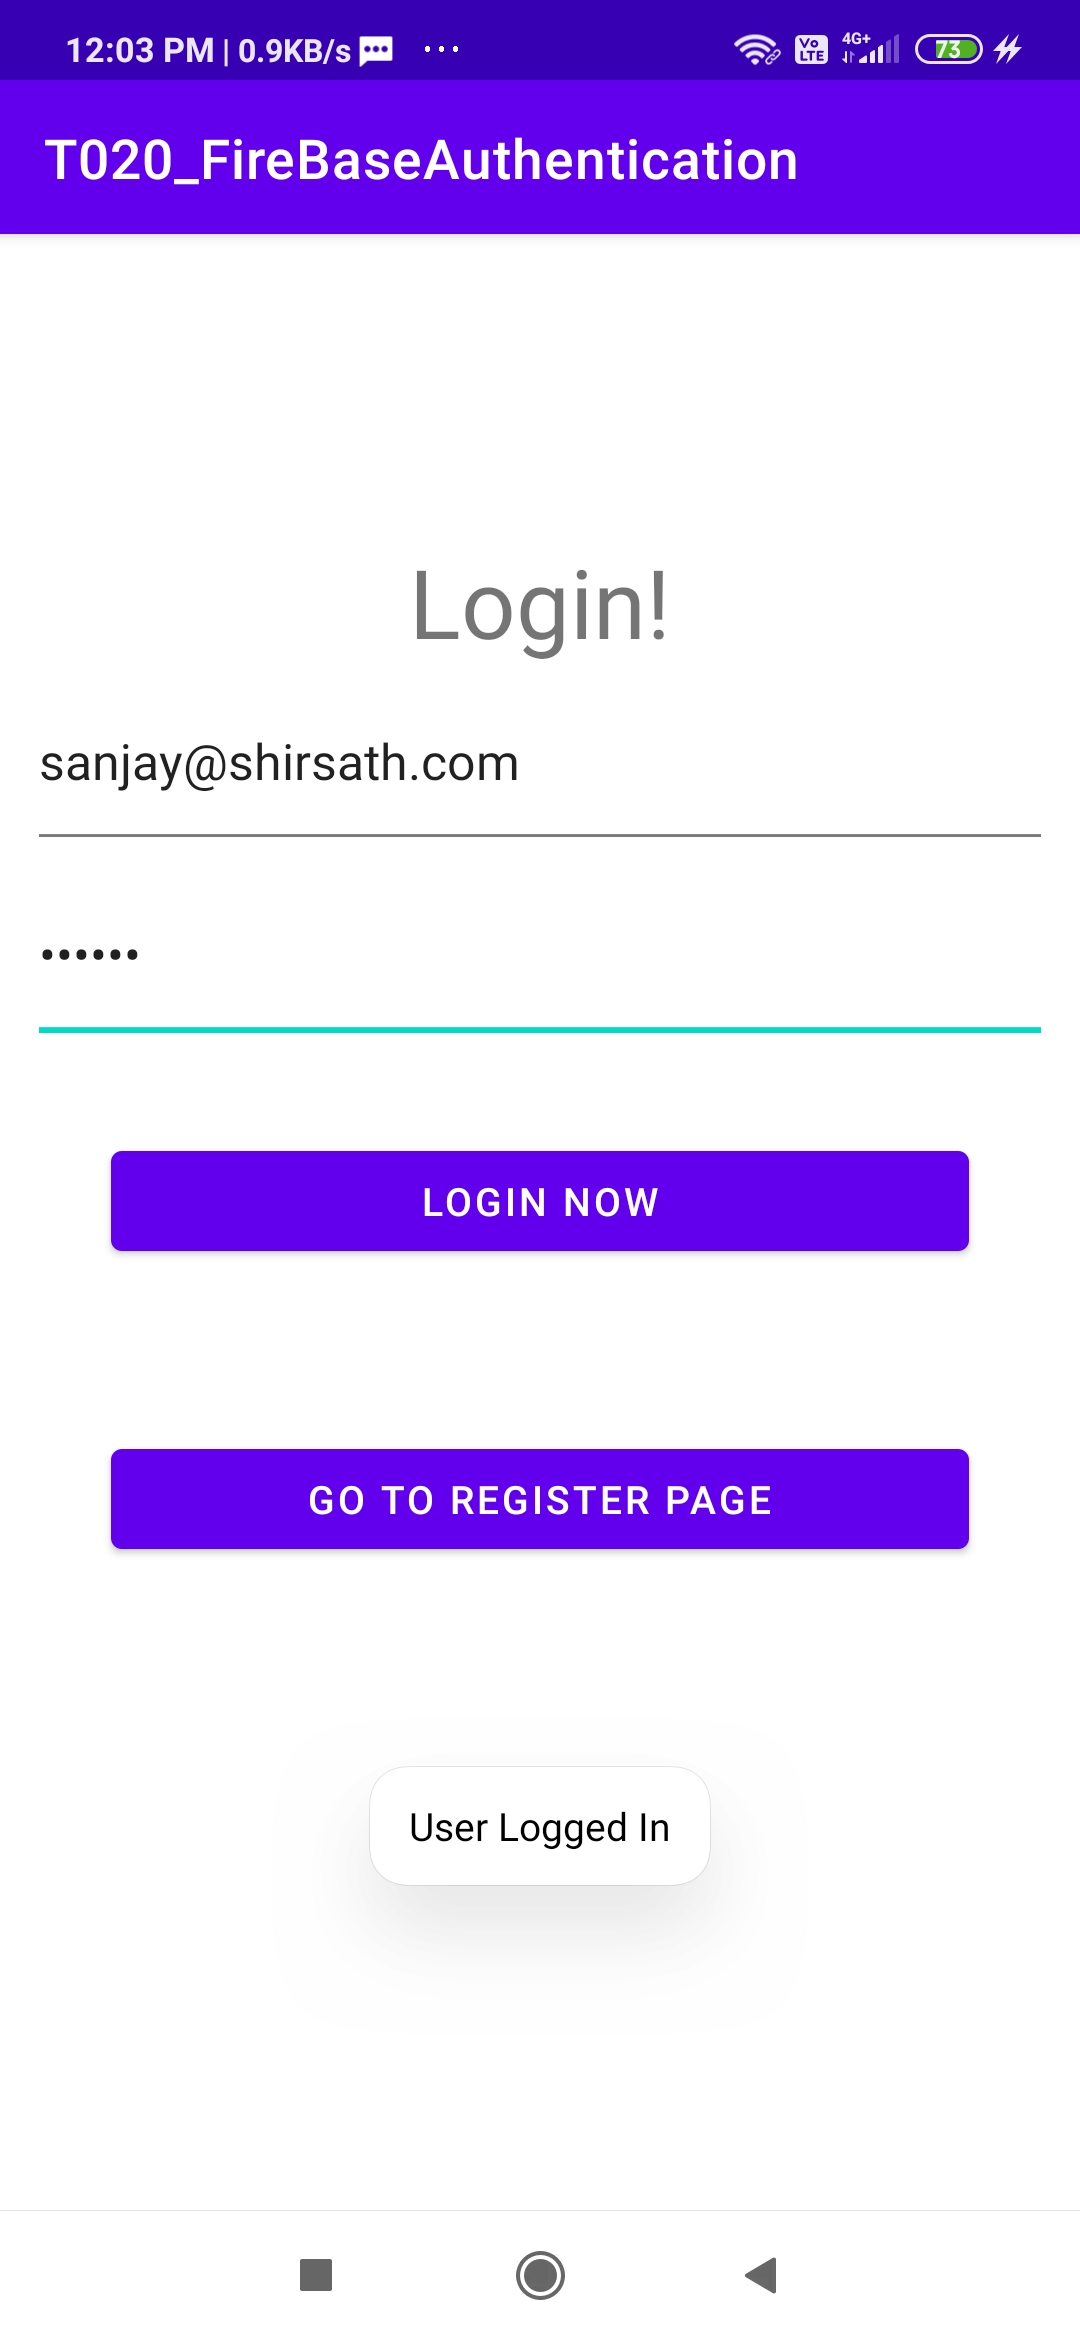 12:03 PM | 0.9KB/s ...
Vo LTE 4G+ 73
T020_FireBaseAuthentication
Login!
sanjay@shirsath.com
••••••
LOGIN NOW
GO TO REGISTER PAGE
User Logged In